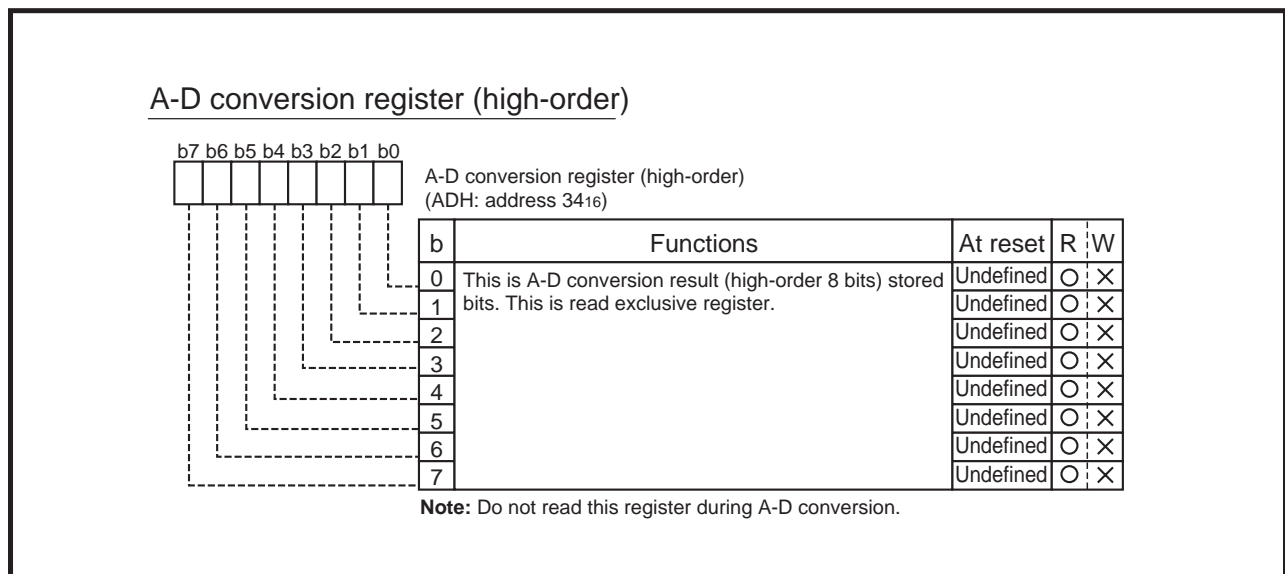 A-D conversion register (high-order)
b7 b6 b5 b4 b3 b2 b1 b0
A-D conversion register (high-order)
(ADH: address 3416)
b Functions At reset R W
0 This is A-D conversion result (high-order 8 bits) stored Undefined O ×
1 bits. This is read exclusive register. Undefined O ×
2 Undefined O ×
3 Undefined O ×
4 Undefined O ×
5 Undefined O ×
6 Undefined O ×
7 Undefined O ×
Note: Do not read this register during A-D conversion.